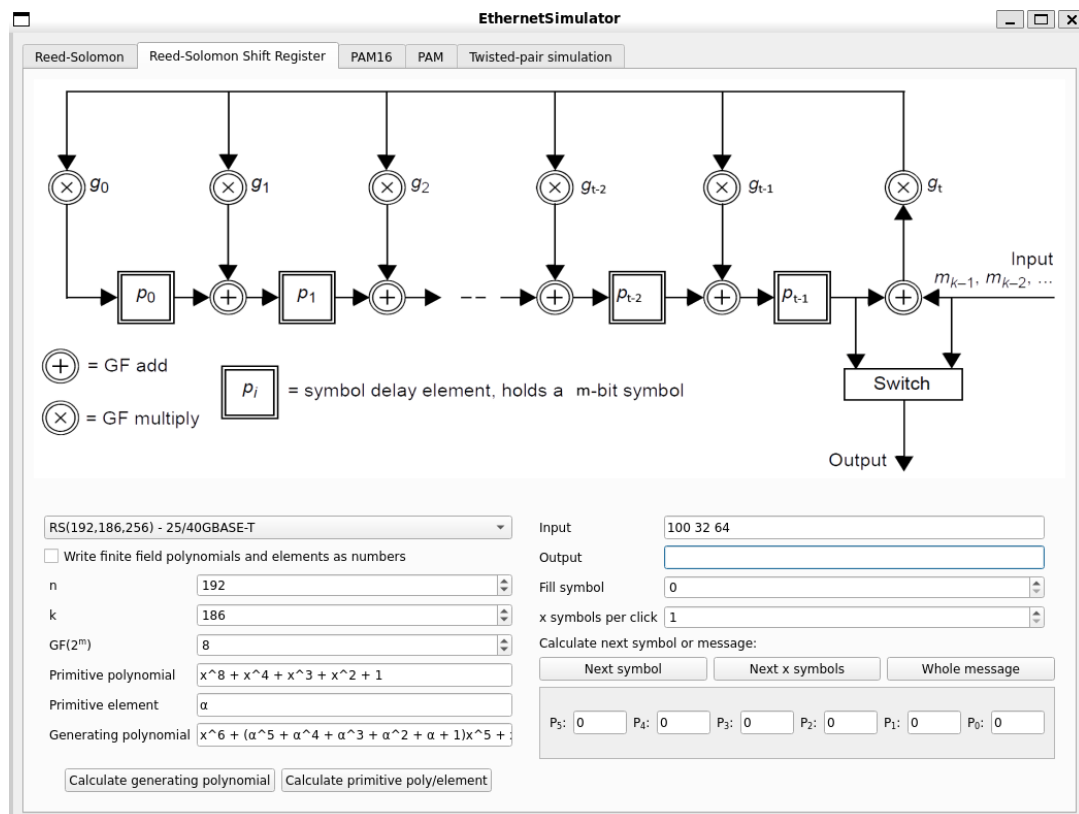 EthernetSimulator
Reed-Solomon Reed-Solomon Shift Register PAM16 PAM Twisted-pair simulation
g0 g1 g2 gt-2 gt-1 gt
Input
mk−1, mk−2, ...
p0 p1 -- pt-2 pt-1
= GF add
pi = symbol delay element, holds a m-bit symbol
= GF multiply
Switch
Output
RS(192,186,256) - 25/40GBASE-T
Write finite field polynomials and elements as numbers
n 192
k 186
GF(2^m) 8
Primitive polynomial x^8 + x^4 + x^3 + x^2 + 1
Primitive element α
Generating polynomial x^6 + (α^5 + α^4 + α^3 + α^2 + α + 1)x^5 +
Calculate generating polynomial Calculate primitive poly/element
Input 100 32 64
Output
Fill symbol 0
x symbols per click 1
Calculate next symbol or message:
Next symbol Next x symbols Whole message
P5: 0 P4: 0 P3: 0 P2: 0 P1: 0 P0: 0